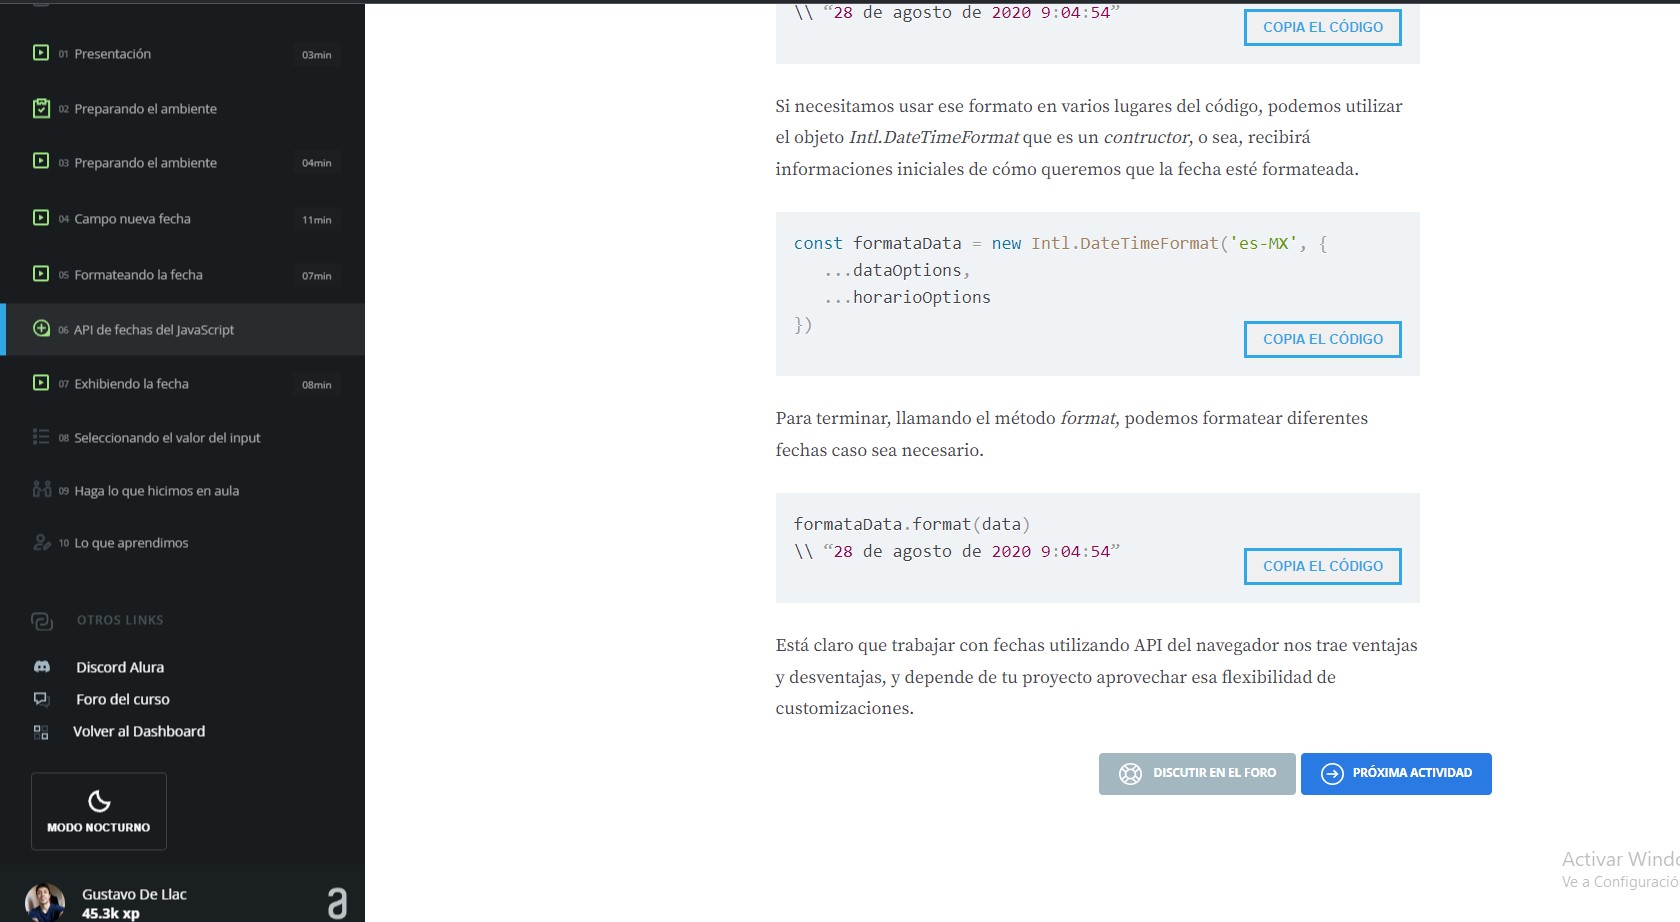 01 Presentación 03min
02 Preparando el ambiente
03 Preparando el ambiente 04min
04 Campo nueva fecha 11min
05 Formateando la fecha 07min
06 API de fechas del JavaScript
07 Exhibiendo la fecha 08min
08 Seleccionando el valor del input
09 Haga lo que hicimos en aula
10 Lo que aprendimos
OTROS LINKS
Discord Alura
Foro del curso
Volver al Dashboard
MODO NOCTURNO
Gustavo De Llac
45.3k xp
a
\\ “28 de agosto de 2020 9:04:54”
COPIA EL CÓDIGO
Si necesitamos usar ese formato en varios lugares del código, podemos utilizar
el objeto Intl.DateTimeFormat que es un contructor, o sea, recibirá
informaciones iniciales de cómo queremos que la fecha esté formateada.
const formataData = new Intl.DateTimeFormat('es-MX', {
...dataOptions,
...horarioOptions
})
COPIA EL CÓDIGO
Para terminar, llamando el método format, podemos formatear diferentes
fechas caso sea necesario.
formataData.format(data)
\\ “28 de agosto de 2020 9:04:54”
COPIA EL CÓDIGO
Está claro que trabajar con fechas utilizando API del navegador nos trae ventajas
y desventajas, y depende de tu proyecto aprovechar esa flexibilidad de
customizaciones.
DISCUTIR EN EL FORO
PRÓXIMA ACTIVIDAD
Activar Windo
Ve a Configuració